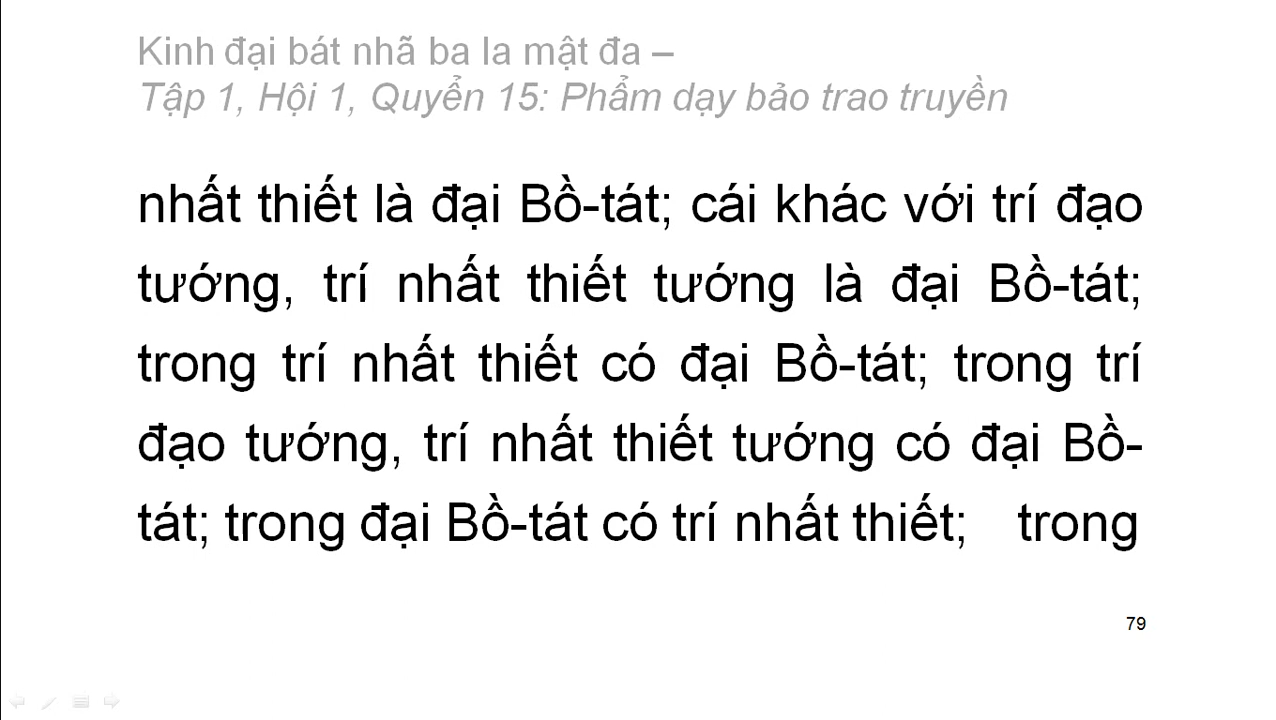 Kinh đại bát nhã ba la mật đa –
Tập 1, Hội 1, Quyển 15: Phẩm dạy bảo trao truyền
nhất thiết là đại Bồ-tát; cái khác với trí đạo
tướng, trí nhất thiết tướng là đại Bồ-tát;
trong trí nhất thiết có đại Bồ-tát; trong trí
đạo tướng, trí nhất thiết tướng có đại Bồ-
tát; trong đại Bồ-tát có trí nhất thiết; trong
79